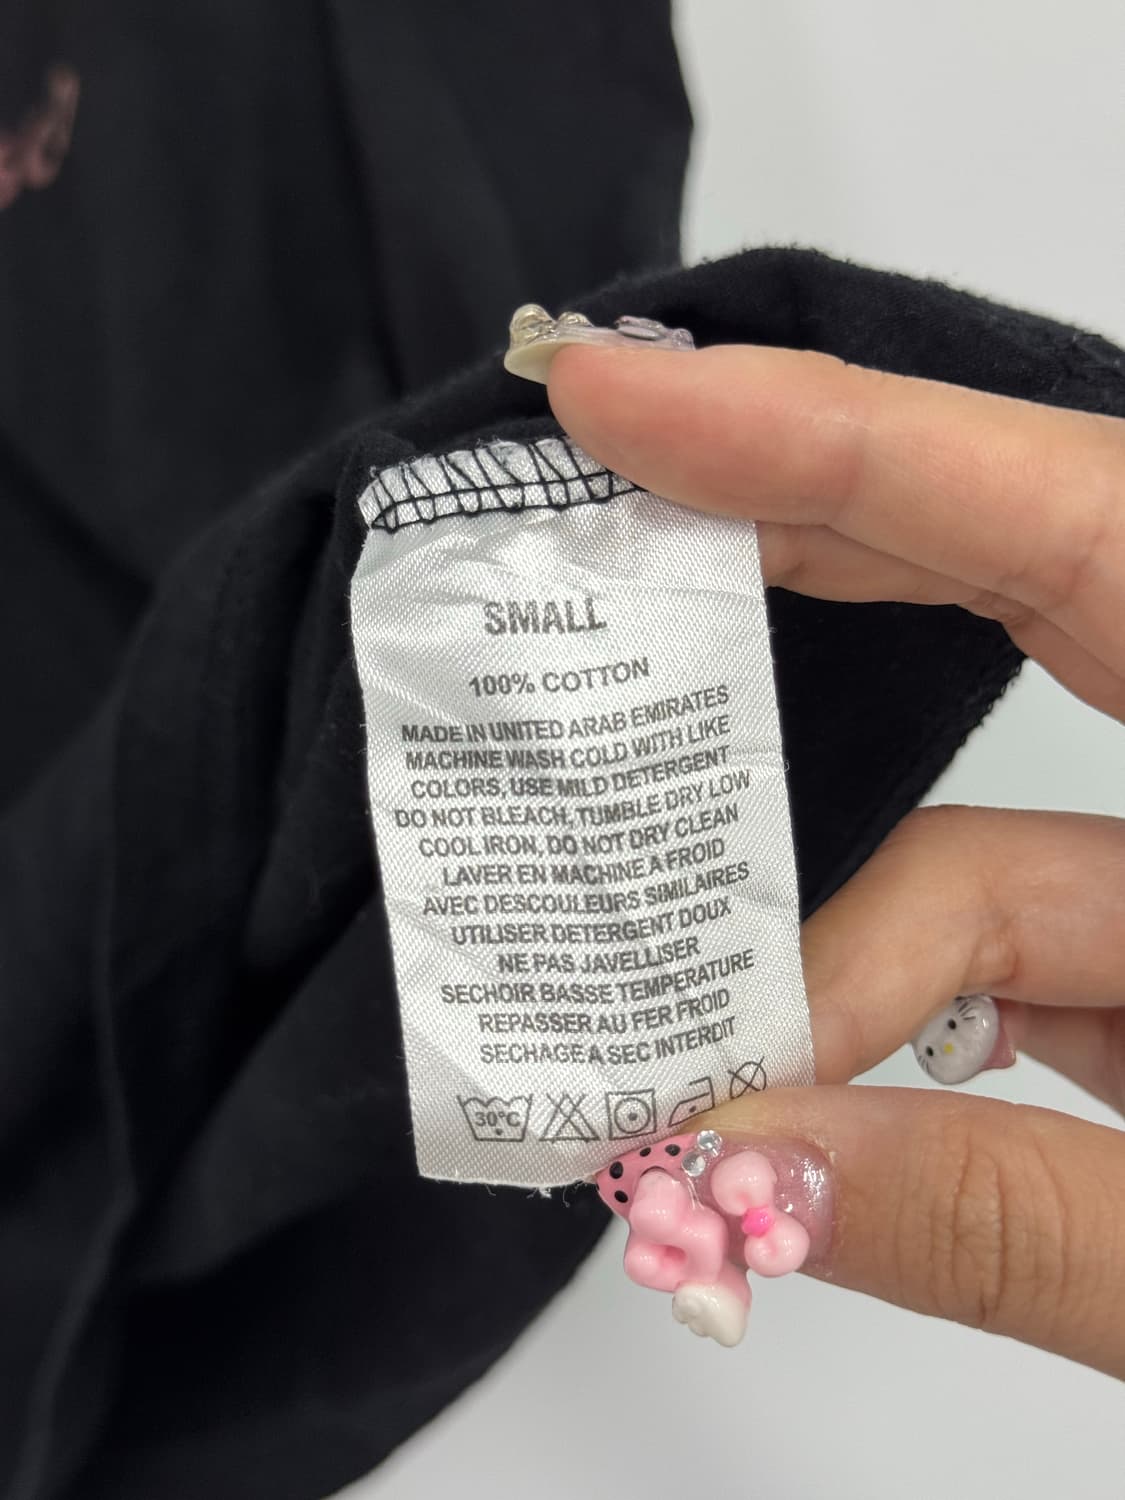 SMALL
100% COTTON
MADE IN UNITED ARAB EMIRATES
MACHINE WASH COLD WITH LIKE
COLORS, USE MILD DETERGENT
DO NOT BLEACH, TUMBLE DRY LOW
COOL IRON, DO NOT DRY CLEAN
LAVER EN MACHINE A FROID
AVEC DESCOULEURS SIMILAIRES
UTILISER DETERGENT DOUX
NE PAS JAVELLISER
SECHOIR BASSE TEMPERATURE
REPASSER AU FER FROID
SECHAGE A SEC INTERDIT
30°C